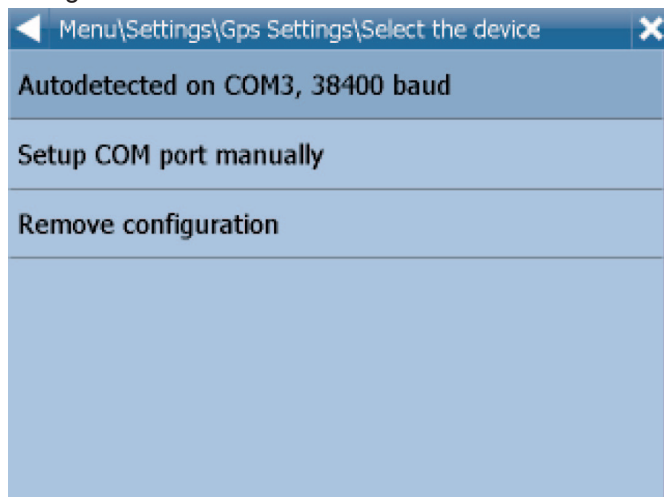 Menu\Settings\Gps Settings\Select the device
Autodetected on COM3, 38400 baud
Setup COM port manually
Remove configuration